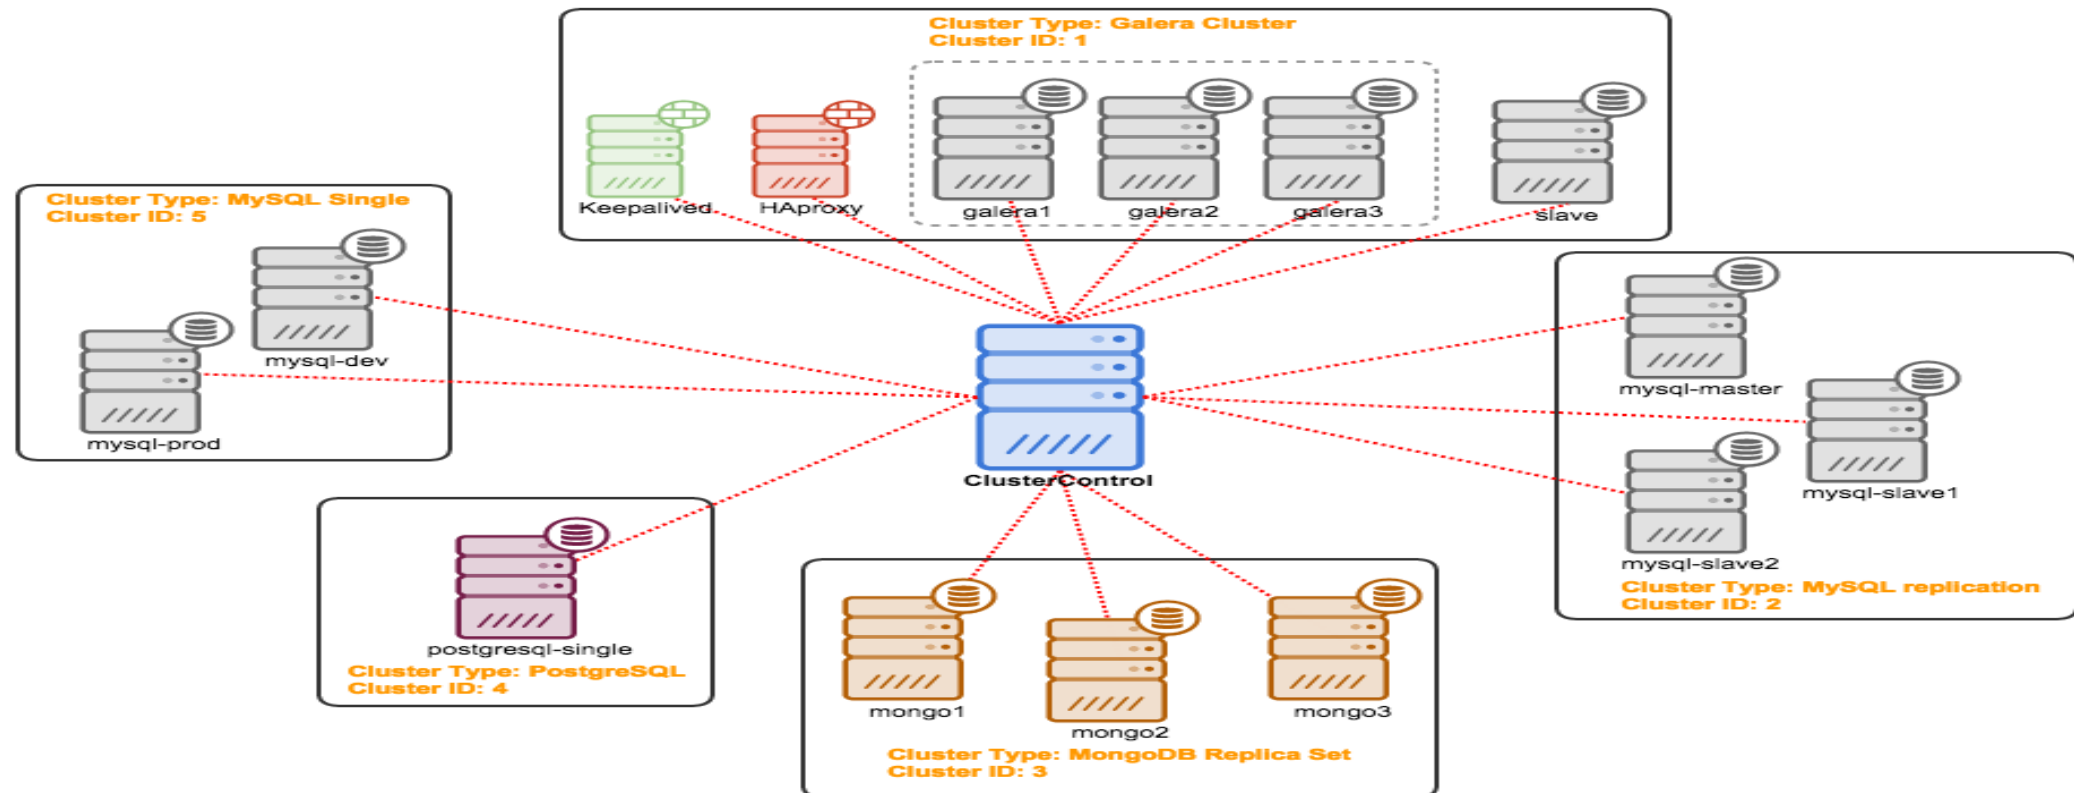 Cluster Type: Galera Cluster
Cluster ID: 1
Keepalived
HAproxy
galera1
galera2
galera3
slave
Cluster Type: MySQL Single
Cluster ID: 5
mysql-dev
mysql-prod
ClusterControl
mysql-master
mysql-slave1
mysql-slave2
Cluster Type: MySQL replication
Cluster ID: 2
postgresql-single
Cluster Type: PostgreSQL
Cluster ID: 4
mongo1
mongo2
mongo3
Cluster Type: MongoDB Replica Set
Cluster ID: 3